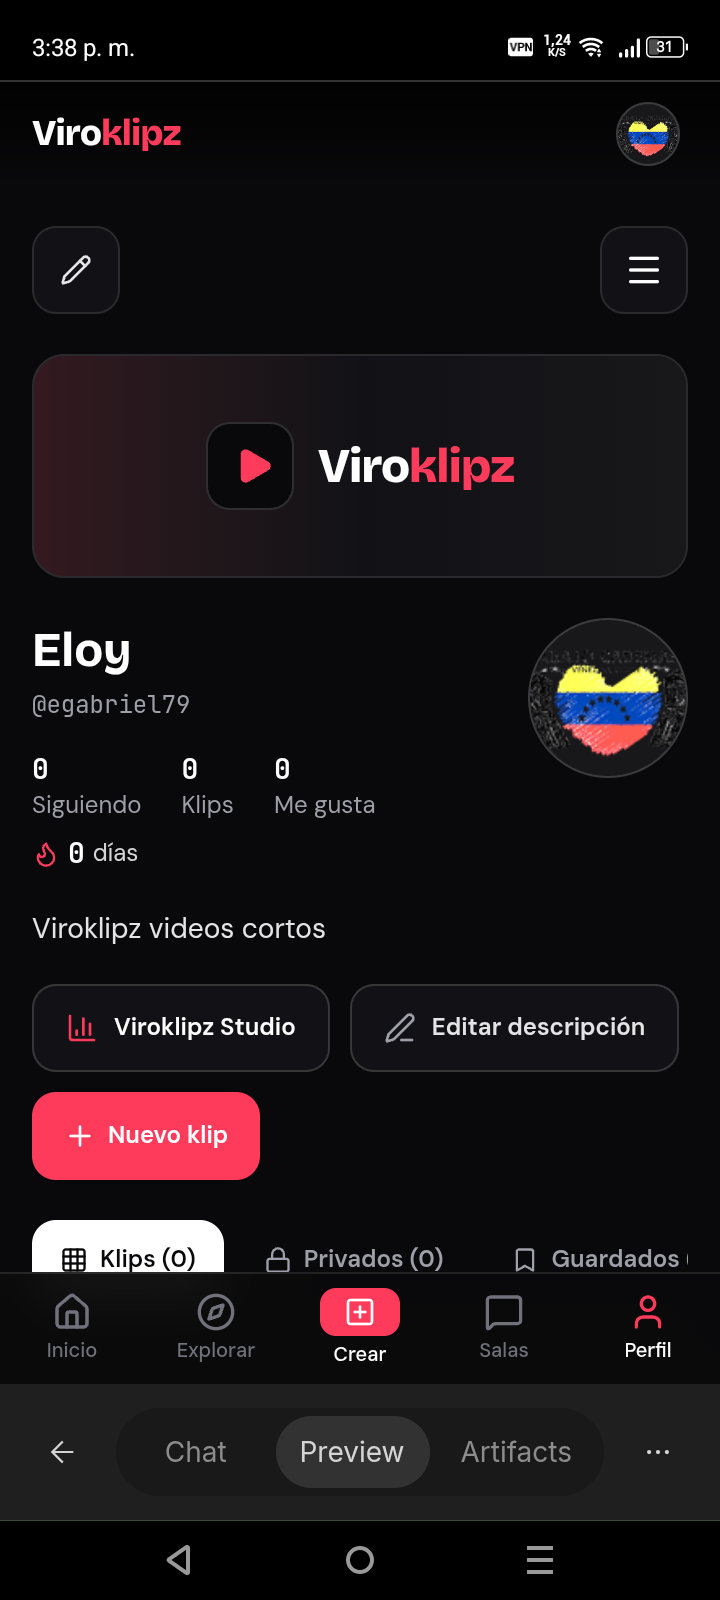 3:38 p. m.
VPN 1,24 K/S 31
Viroklipz
Viroklipz
Eloy
@egabriel79
0 0 0
Siguiendo Klips Me gusta
0 días
Viroklipz videos cortos
Viroklipz Studio Editar descripción
Nuevo klip
Klips (0) Privados (0) Guardados (
Inicio Explorar Crear Salas Perfil
Chat Preview Artifacts